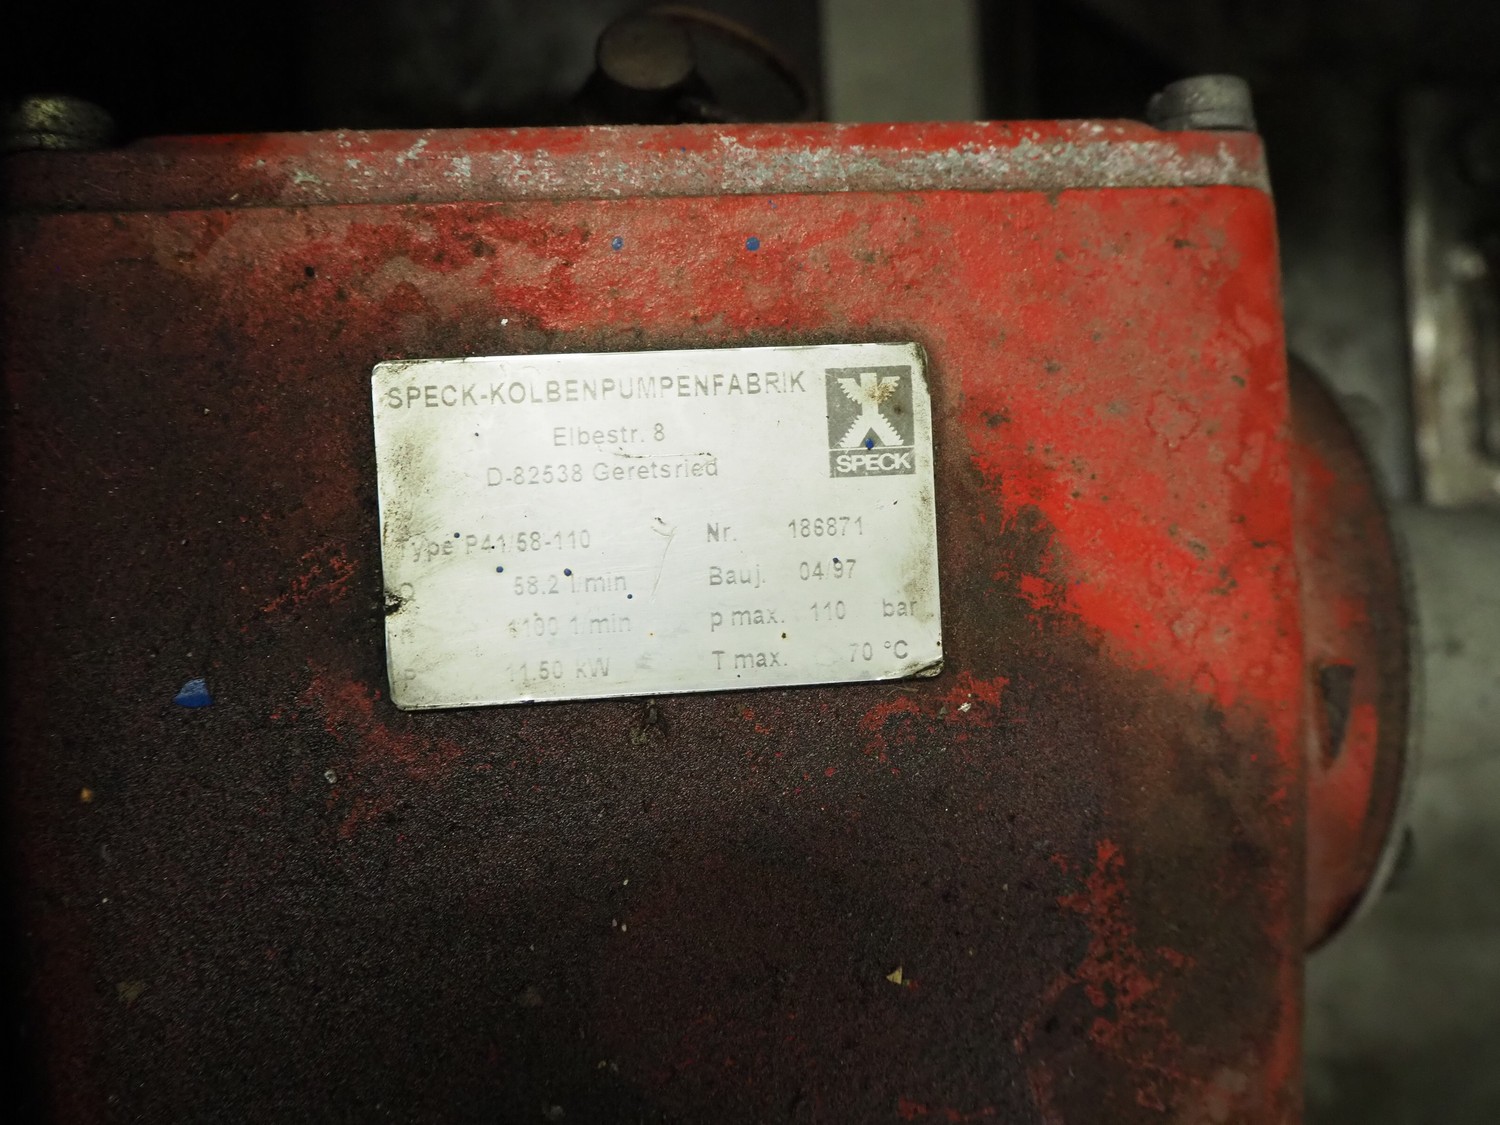 SPECK-KOLBENPUMPENFABRIK
SPECK
Elbestr. 8
D-82538 Geretsried
Type P41/58-110 Nr. 186871
Q 58.2 l/min Bauj. 04/97
n 1100 1/min p max. 110 bar
P 11.50 kW T max. 70 °C